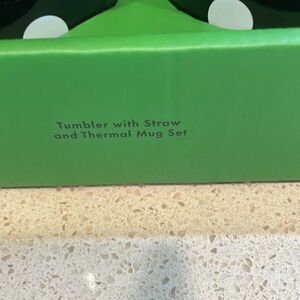 Tumbler with Straw
and Thermal Mug Set